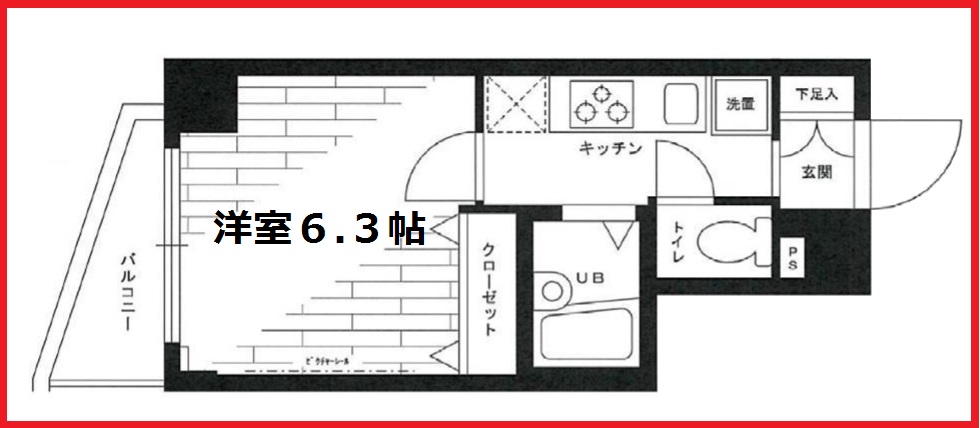 下足入
洗置
キッチン
玄関
洋室6.3帖
トイレ
PS
クローゼット
UB
バルコニー
ピクチャーレール